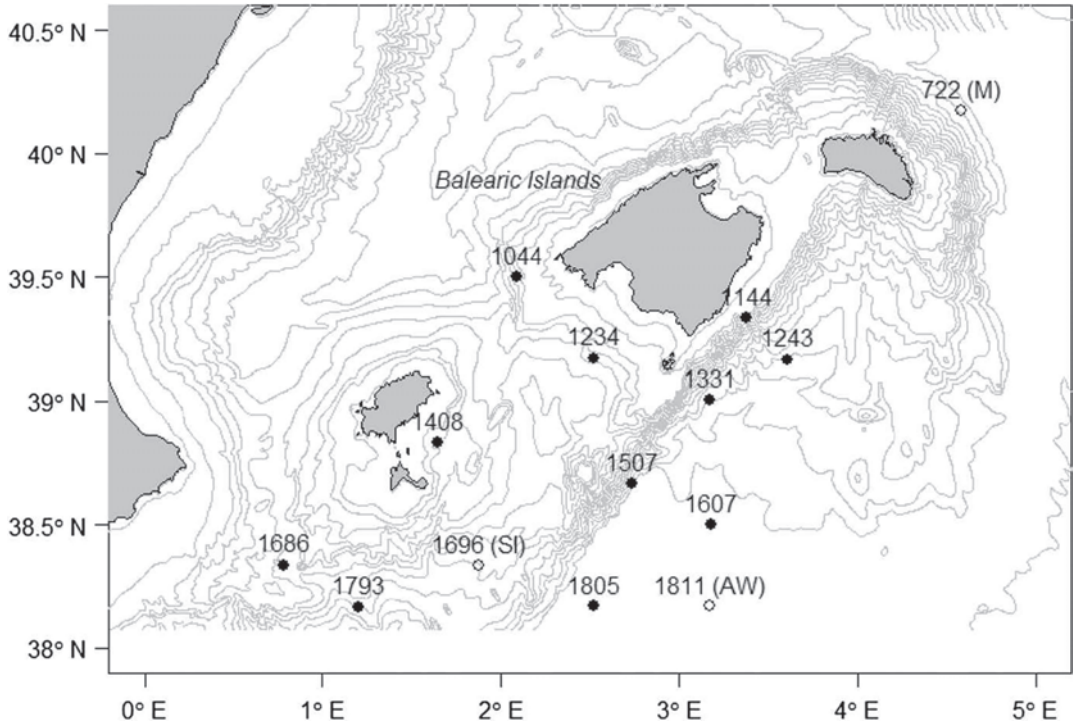 40.5° N
722 (M)
40° N
Balearic Islands
1044
39.5° N
1144
1234
1243
1331
39° N
1408
1507
1607
38.5° N
1686
1696 (SI)
1793
1805
1811 (AW)
38° N
0° E
1° E
2° E
3° E
4° E
5° E